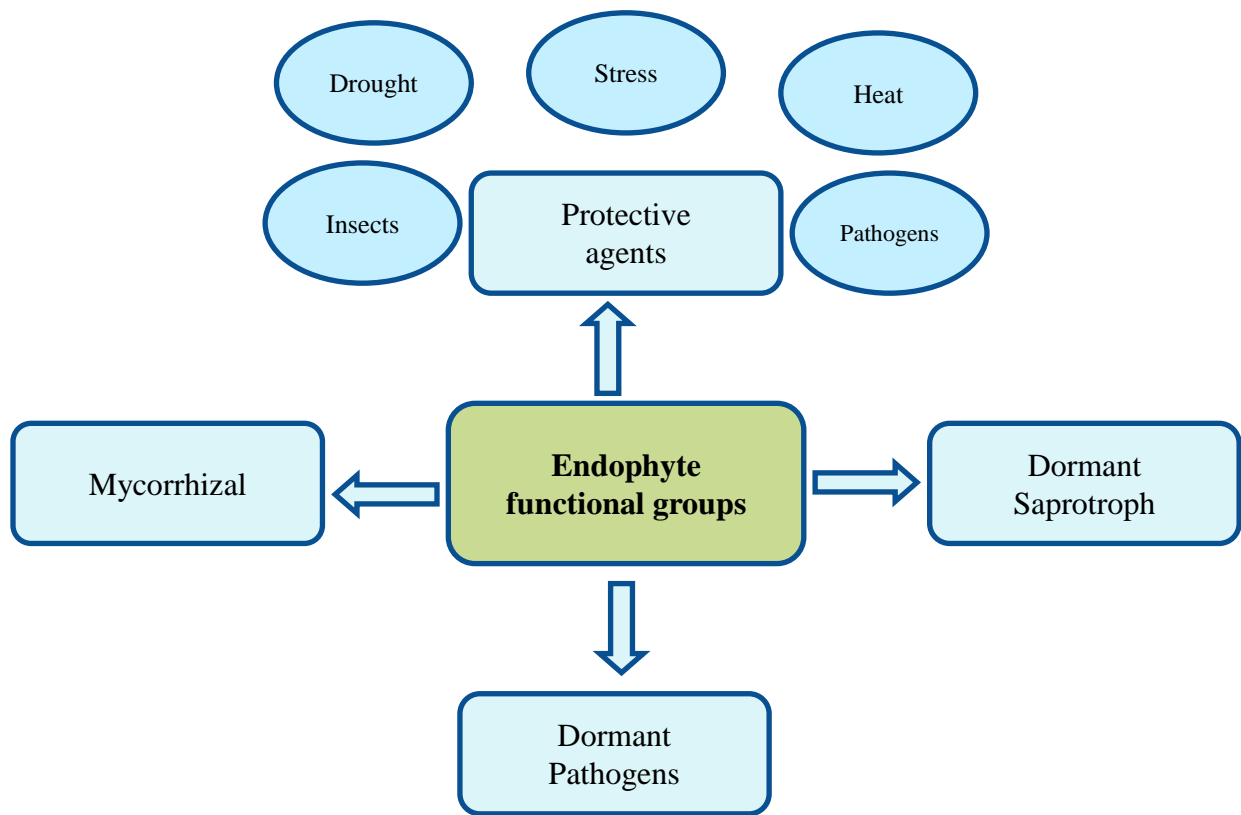 Drought
Stress
Heat
Insects
Protective
agents
Pathogens
Mycorrhizal
Endophyte
functional groups
Dormant
Saprotroph
Dormant
Pathogens